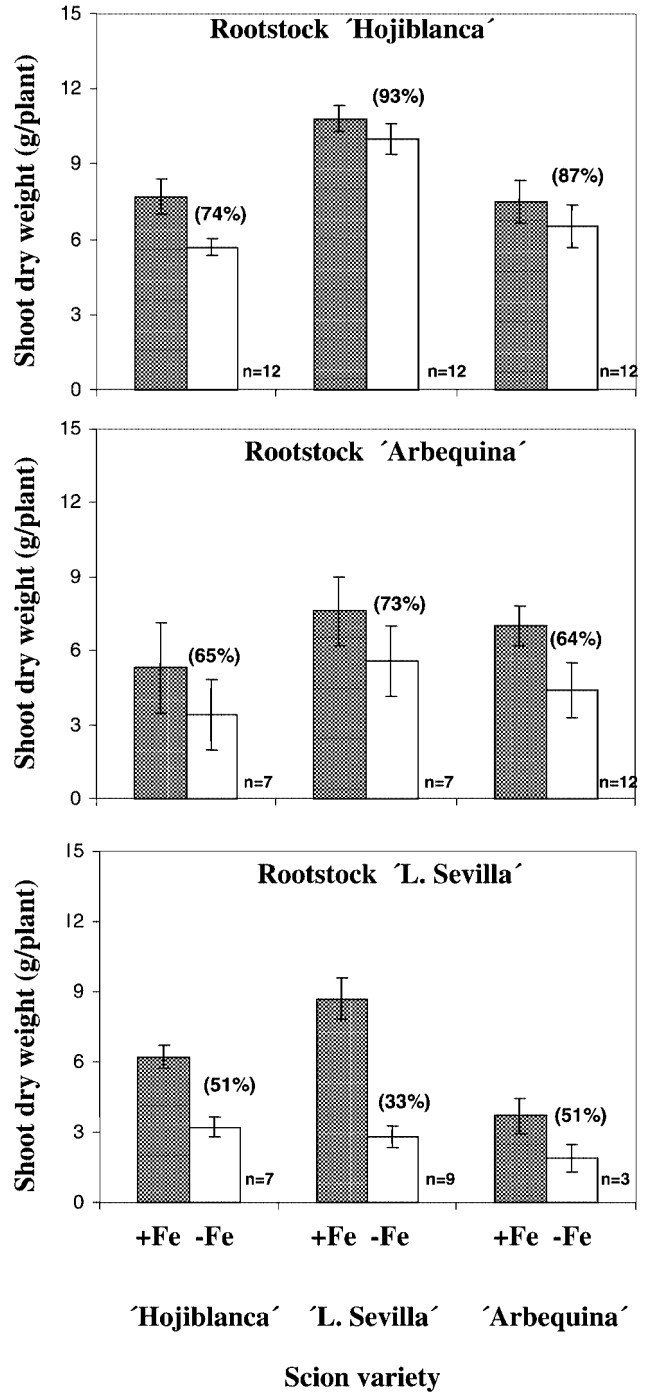 Rootstock ´Hojiblanca´
Shoot dry weight (g/plant)
15
12
9
6
3
0
(74%)
(93%)
(87%)
n=12
n=12
n=12
Rootstock ´Arbequina´
Shoot dry weight (g/plant)
15
12
9
6
3
0
(65%)
(73%)
(64%)
n=7
n=7
n=12
Rootstock ´L. Sevilla´
Shoot dry weight (g/plant)
15
12
9
6
3
0
(51%)
(33%)
(51%)
n=7
n=9
n=3
+Fe -Fe +Fe -Fe +Fe -Fe
´Hojiblanca´ ´L. Sevilla´ ´Arbequina´
Scion variety